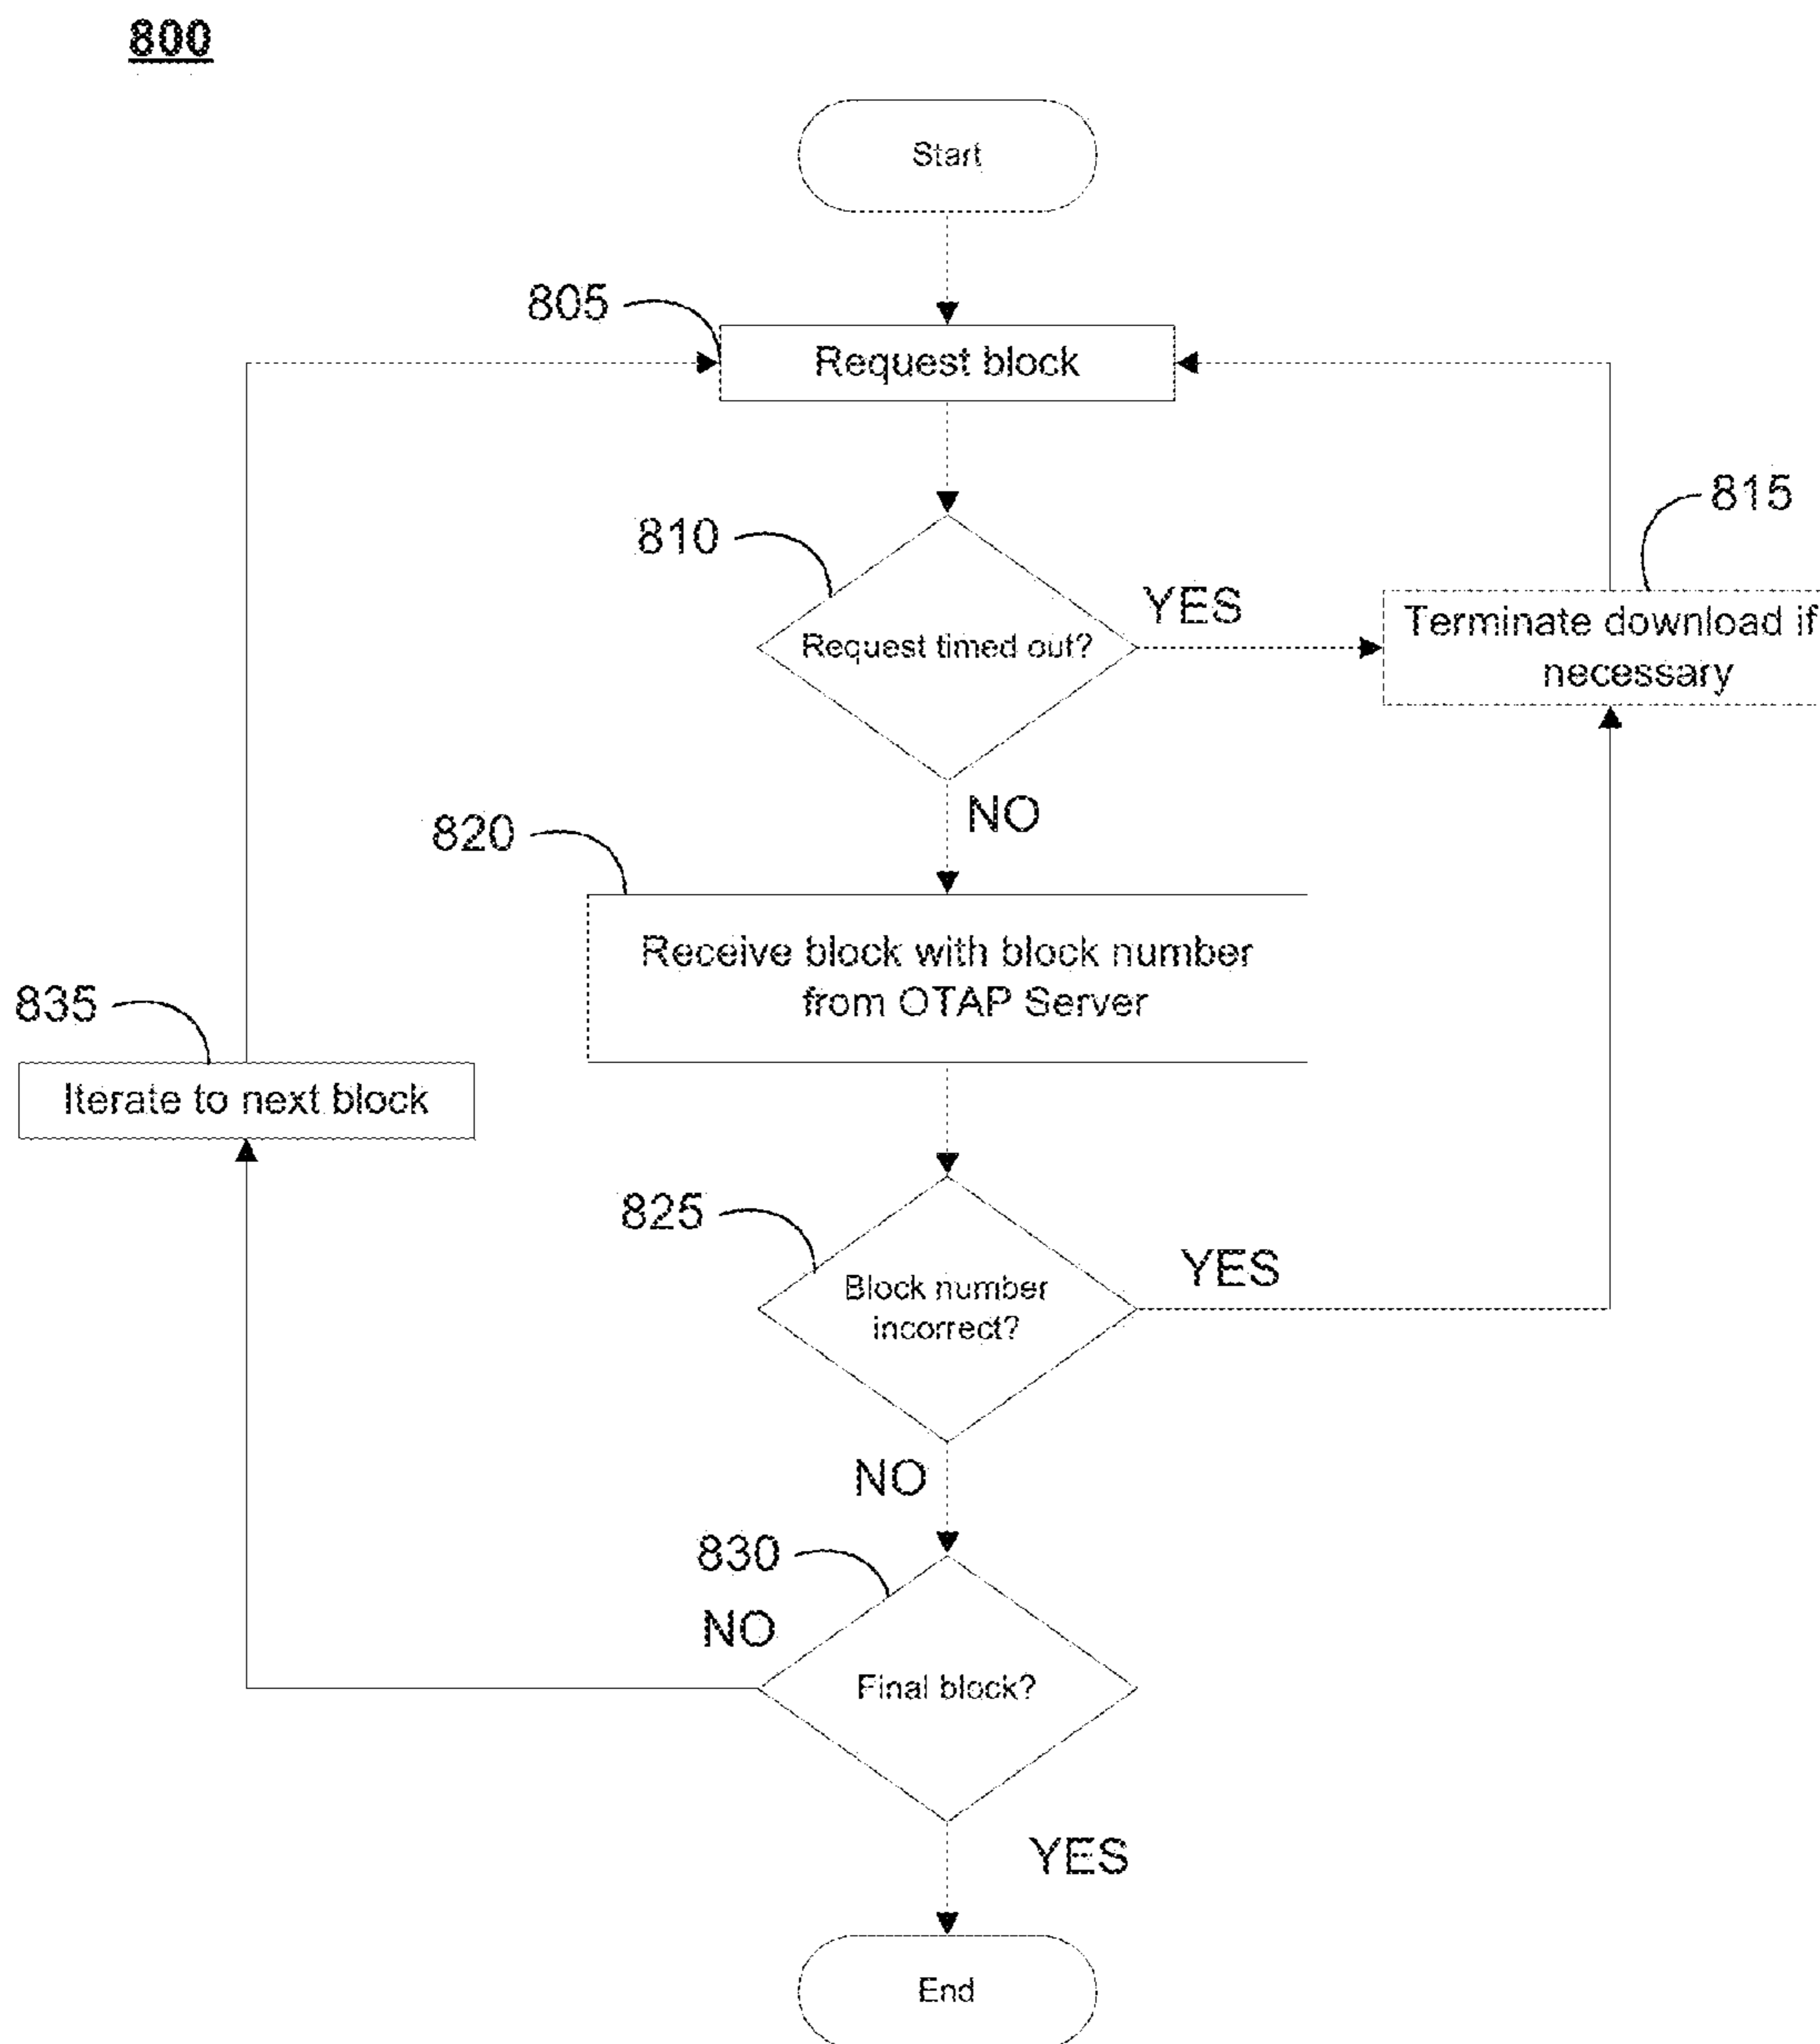 800
Start
805
Request block
810
Request timed out?
YES
815
Terminate download if
necessary
NO
820
Receive block with block number
from OTAP Server
835
Iterate to next block
825
Block number
incorrect?
YES
NO
830
NO
Final block?
YES
End